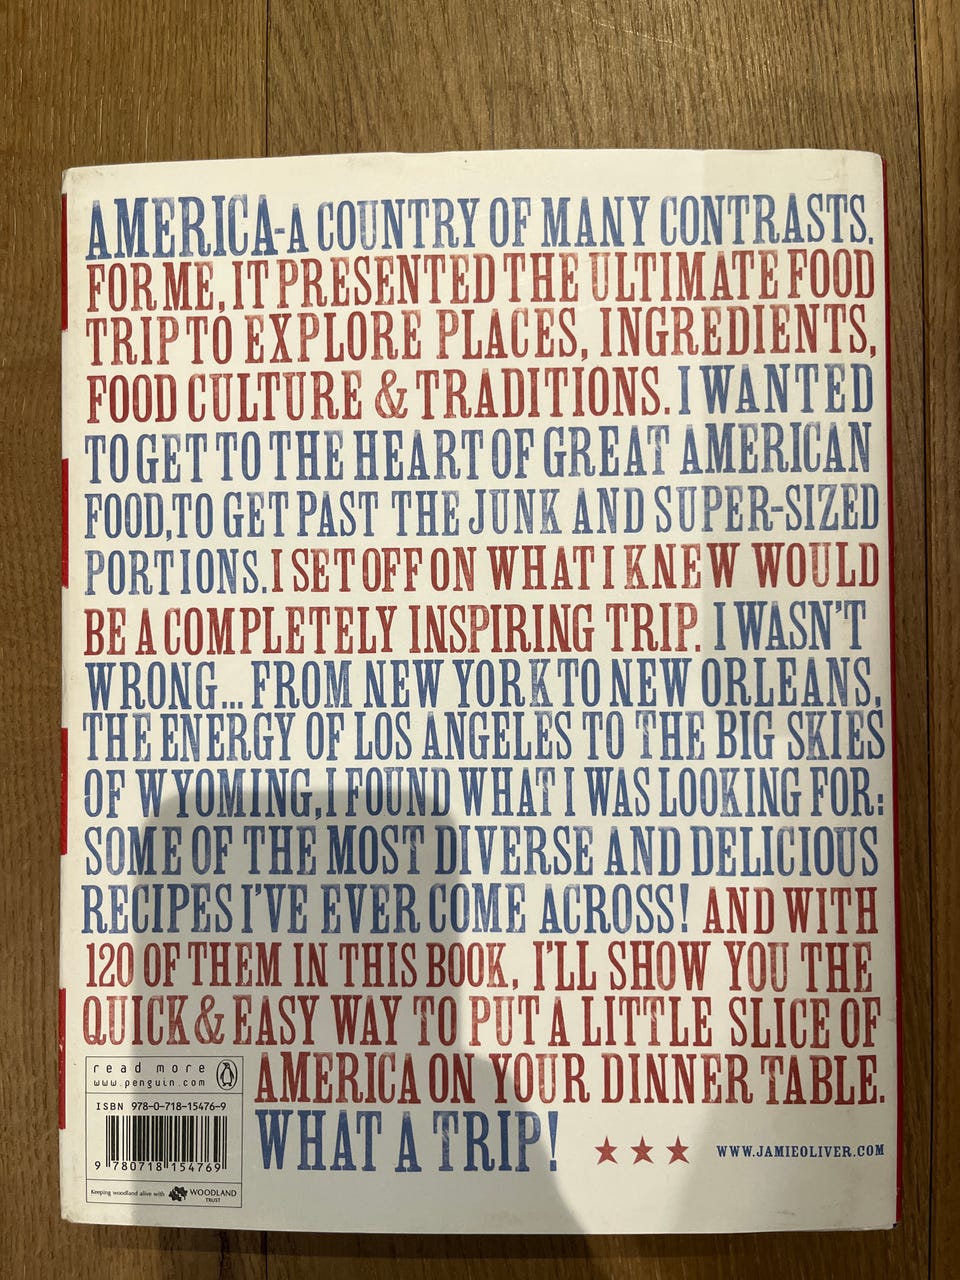 AMERICA-A COUNTRY OF MANY CONTRASTS.
FOR ME, IT PRESENTED THE ULTIMATE FOOD
TRIP TO EXPLORE PLACES, INGREDIENTS,
FOOD CULTURE & TRADITIONS. I WANTED
TO GET TO THE HEART OF GREAT AMERICAN
FOOD, TO GET PAST THE JUNK AND SUPER-SIZED
PORTIONS. I SET OFF ON WHAT I KNEW WOULD
BE A COMPLETELY INSPIRING TRIP. I WASN'T
WRONG... FROM NEW YORK TO NEW ORLEANS,
THE ENERGY OF LOS ANGELES TO THE BIG SKIES
OF WYOMING, I FOUND WHAT I WAS LOOKING FOR:
SOME OF THE MOST DIVERSE AND DELICIOUS
RECIPES I'VE EVER COME ACROSS! AND WITH
120 OF THEM IN THIS BOOK, I'LL SHOW YOU THE
QUICK & EASY WAY TO PUT A LITTLE SLICE OF
AMERICA ON YOUR DINNER TABLE.
WHAT A TRIP!
WWW.JAMIEOLIVER.COM
read more
www.penguin.com
ISBN 978-0-718-15476-9
9 780718 154769
Keeping woodland alive with WOODLAND
TRUST